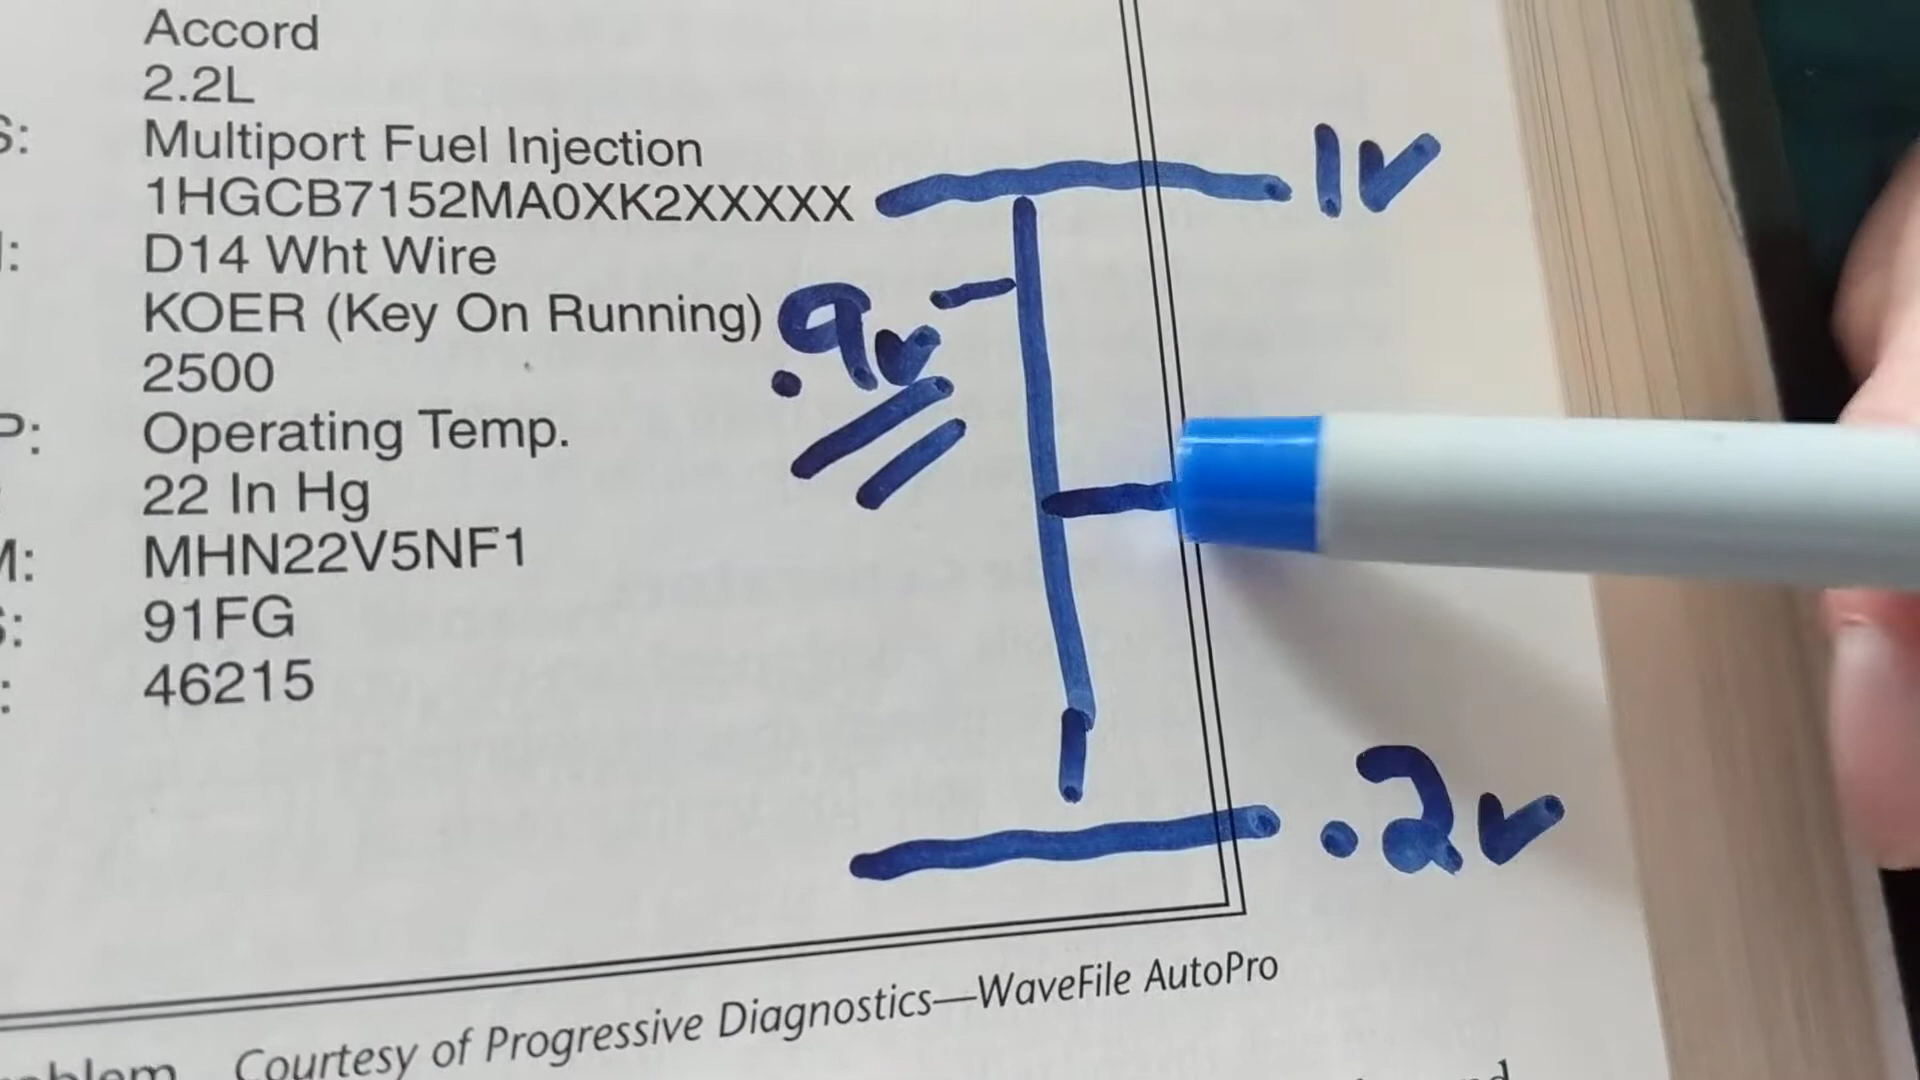 Accord
2.2L
S: Multiport Fuel Injection
1HGCB7152MA0XK2XXXXX
D14 Wht Wire
KOER (Key On Running)
2500
P: Operating Temp.
22 In Hg
M: MHN22V5NF1
S: 91FG
: 46215
1v
.9v
.2v
Courtesy of Progressive Diagnostics—WaveFile AutoPro